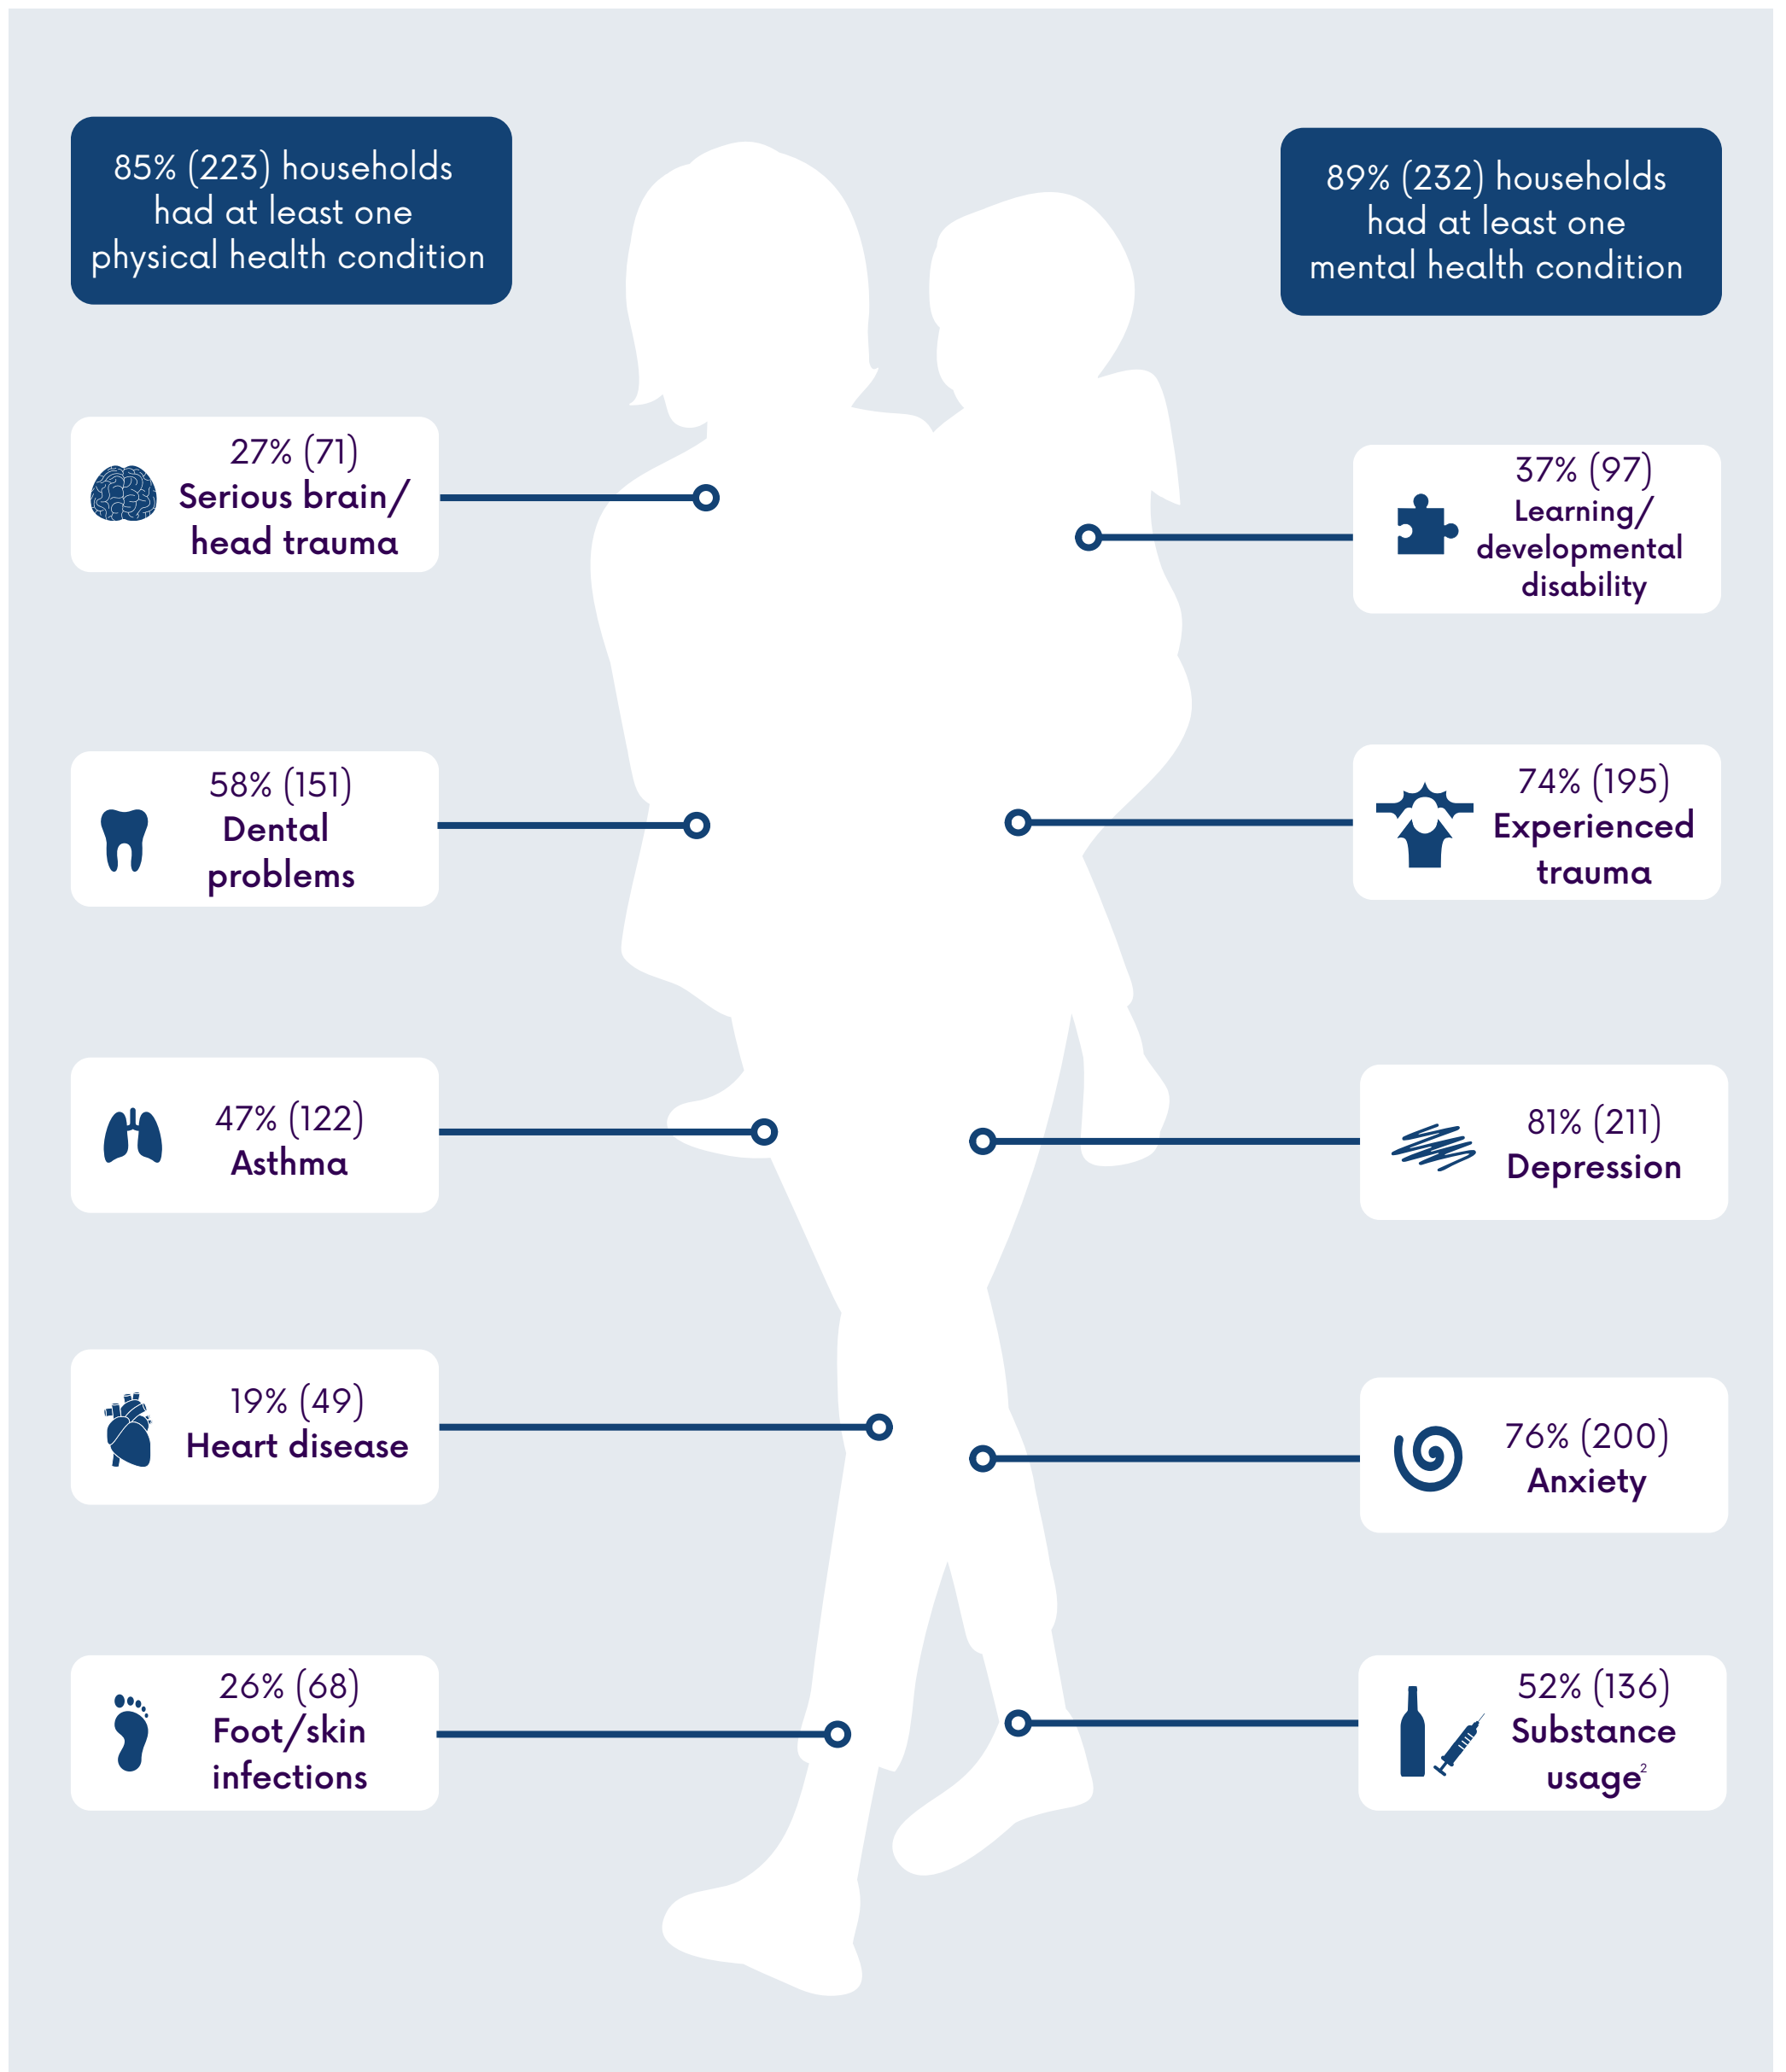 85% (223) households
had at least one
physical health condition
27% (71)
Serious brain/
head trauma
58% (151)
Dental
problems
47% (122)
Asthma
19% (49)
Heart disease
26% (68)
Foot/skin
infections
89% (232) households
had at least one
mental health condition
37% (97)
Learning/
developmental
disability
74% (195)
Experienced
trauma
81% (211)
Depression
76% (200)
Anxiety
52% (136)
Substance
usage²